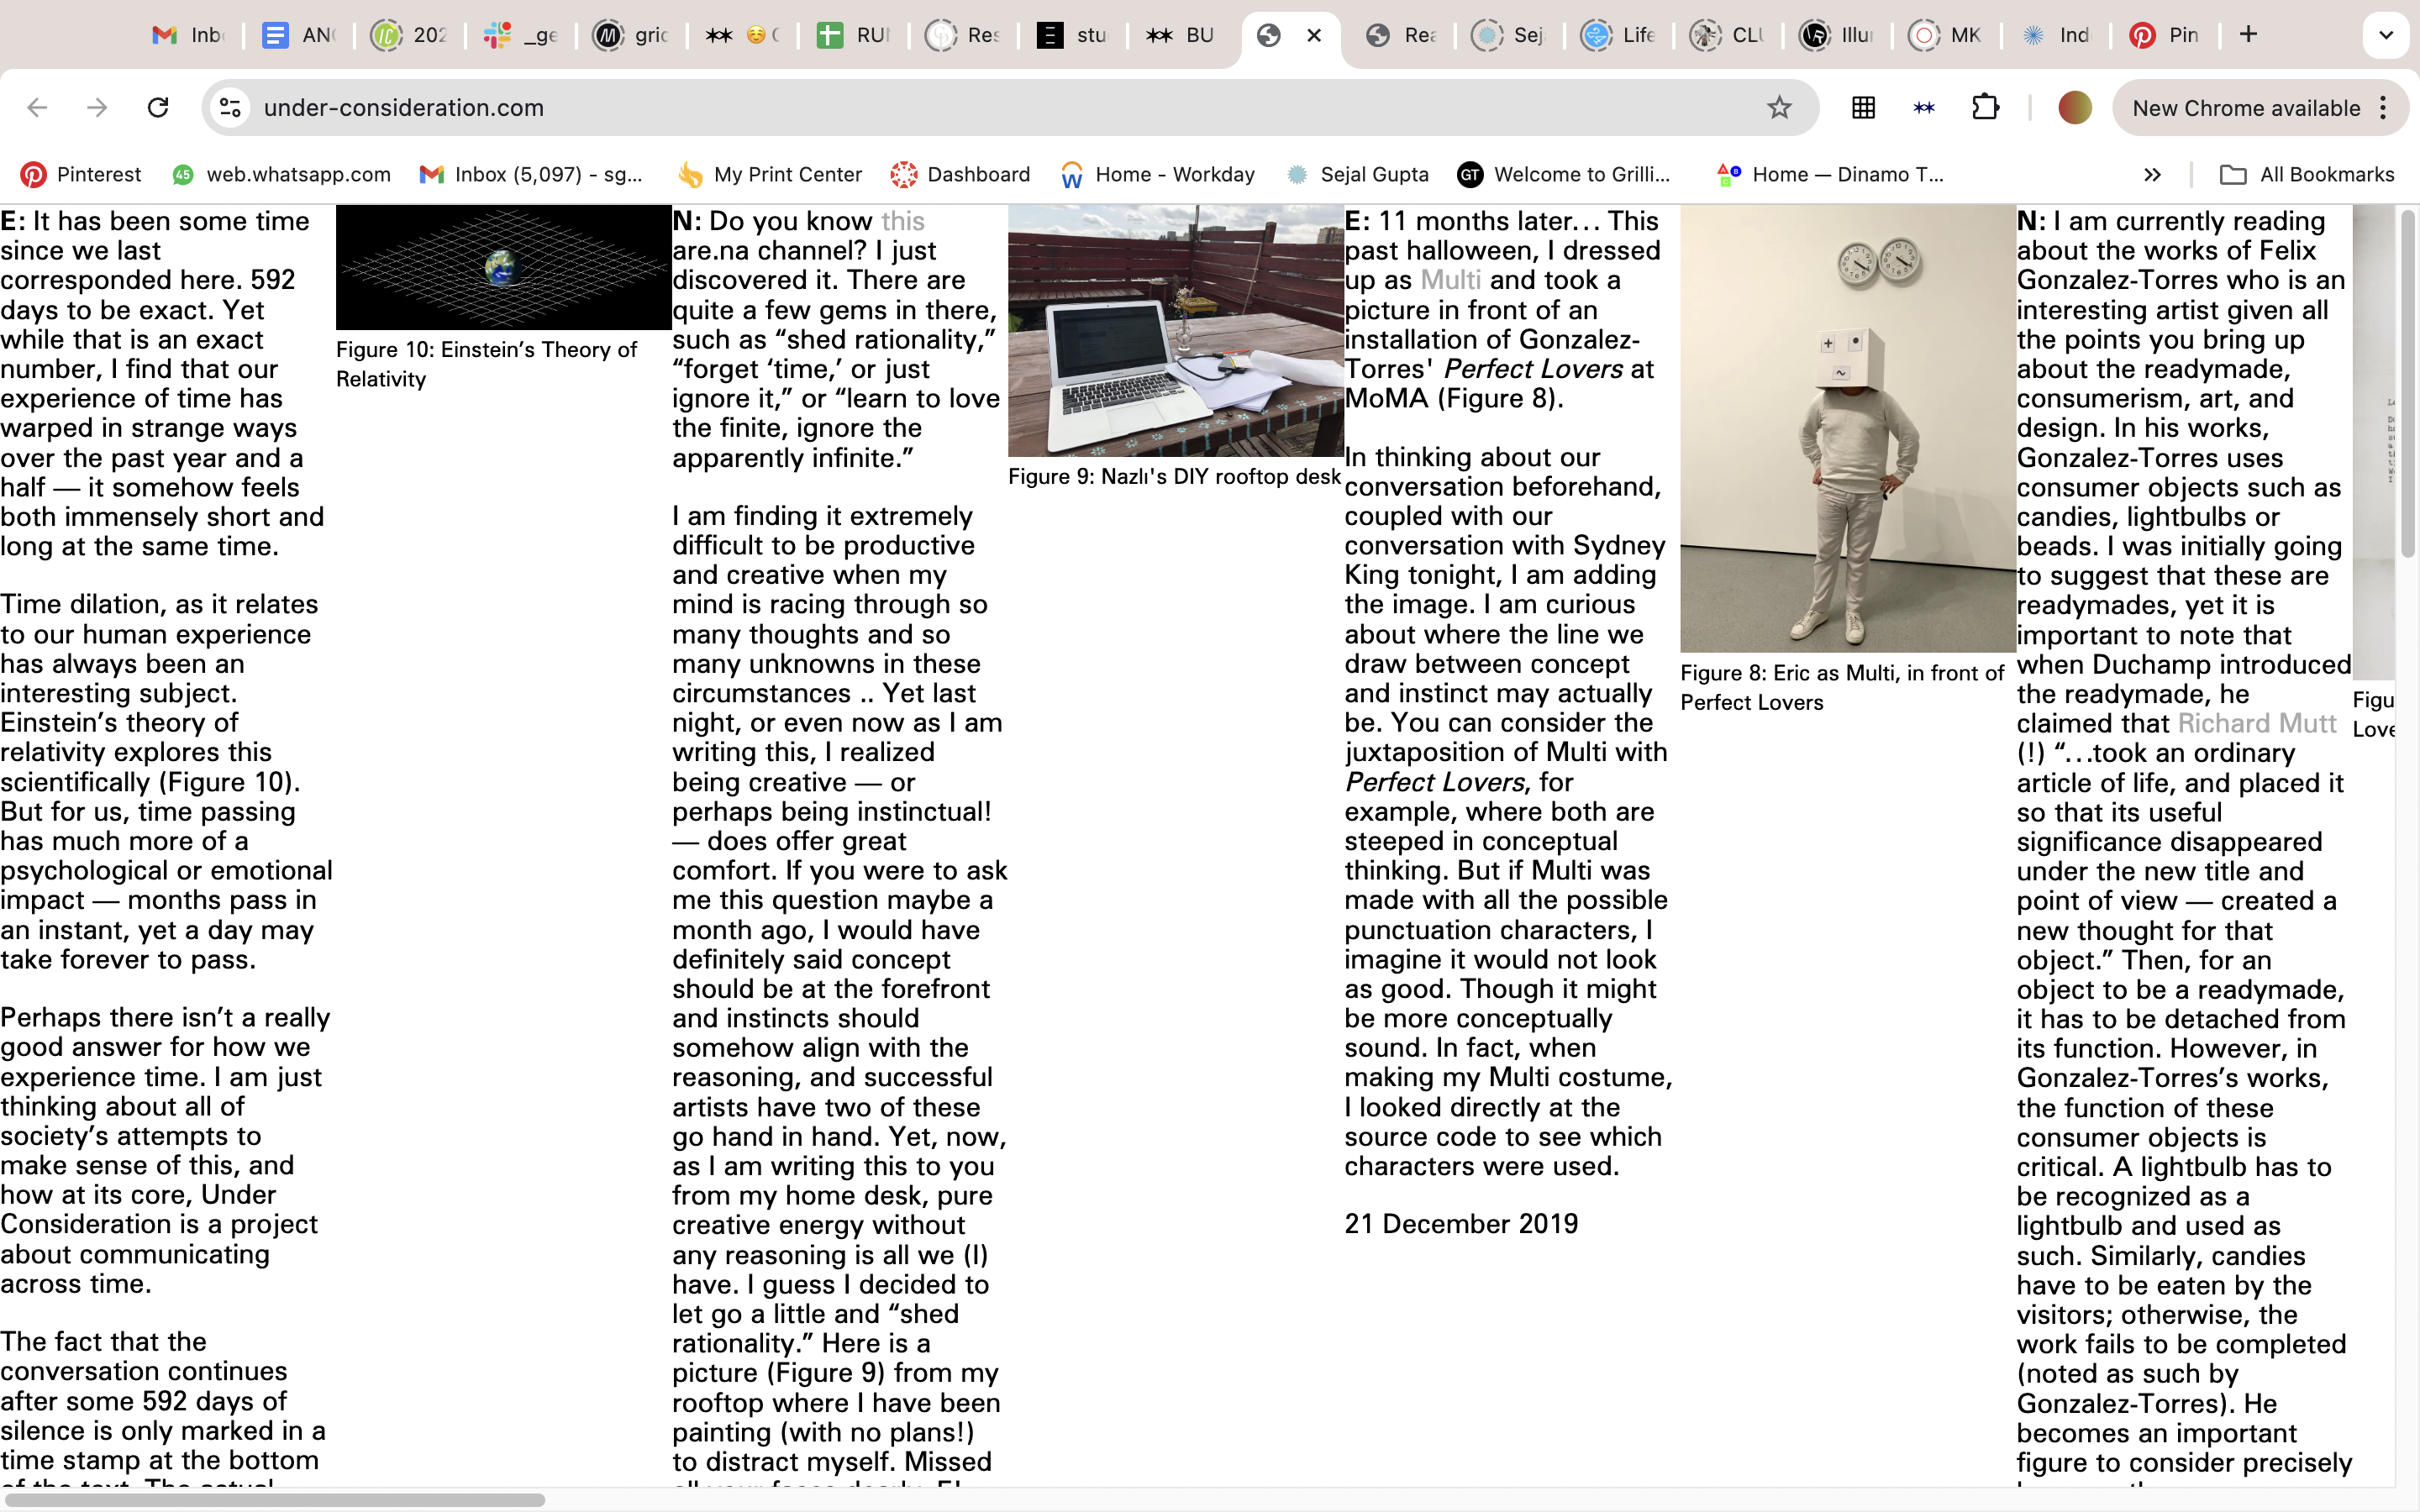 Inb
AN
202
_ge
gric
RU
Res
stu
BU
Rea
Sej
Life
CLU
Illur
MK
Ind
Pin
under-consideration.com
New Chrome available
Pinterest
45
web.whatsapp.com
Inbox (5,097) - sg...
My Print Center
Dashboard
Home - Workday
Sejal Gupta
GT
Welcome to Grilli...
Home — Dinamo T...
All Bookmarks
E: It has been some time
since we last
corresponded here. 592
days to be exact. Yet
while that is an exact
number, I find that our
experience of time has
warped in strange ways
over the past year and a
half — it somehow feels
both immensely short and
long at the same time.
Time dilation, as it relates
to our human experience
has always been an
interesting subject.
Einstein’s theory of
relativity explores this
scientifically (Figure 10).
But for us, time passing
has much more of a
psychological or emotional
impact — months pass in
an instant, yet a day may
take forever to pass.
Perhaps there isn’t a really
good answer for how we
experience time. I am just
thinking about all of
society’s attempts to
make sense of this, and
how at its core, Under
Consideration is a project
about communicating
across time.
The fact that the
conversation continues
after some 592 days of
silence is only marked in a
time stamp at the bottom
of the text. The actual
Figure 10: Einstein’s Theory of
Relativity
N: Do you know this
are.na channel? I just
discovered it. There are
quite a few gems in there,
such as “shed rationality,”
“forget ‘time,’ or just
ignore it,” or “learn to love
the finite, ignore the
apparently infinite.”
I am finding it extremely
difficult to be productive
and creative when my
mind is racing through so
many thoughts and so
many unknowns in these
circumstances .. Yet last
night, or even now as I am
writing this, I realized
being creative — or
perhaps being instinctual!
— does offer great
comfort. If you were to ask
me this question maybe a
month ago, I would have
definitely said concept
should be at the forefront
and instincts should
somehow align with the
reasoning, and successful
artists have two of these
go hand in hand. Yet, now,
as I am writing this to you
from my home desk, pure
creative energy without
any reasoning is all we (I)
have. I guess I decided to
let go a little and “shed
rationality.” Here is a
picture (Figure 9) from my
rooftop where I have been
painting (with no plans!)
to distract myself. Missed
all your faces dearly, E!
Figure 9: Nazlı's DIY rooftop desk
E: 11 months later... This
past halloween, I dressed
up as Multi and took a
picture in front of an
installation of Gonzalez-
Torres' Perfect Lovers at
MoMA (Figure 8).
In thinking about our
conversation beforehand,
coupled with our
conversation with Sydney
King tonight, I am adding
the image. I am curious
about where the line we
draw between concept
and instinct may actually
be. You can consider the
juxtaposition of Multi with
Perfect Lovers, for
example, where both are
steeped in conceptual
thinking. But if Multi was
made with all the possible
punctuation characters, I
imagine it would not look
as good. Though it might
be more conceptually
sound. In fact, when
making my Multi costume,
I looked directly at the
source code to see which
characters were used.
21 December 2019
Figure 8: Eric as Multi, in front of
Perfect Lovers
N: I am currently reading
about the works of Felix
Gonzalez-Torres who is an
interesting artist given all
the points you bring up
about the readymade,
consumerism, art, and
design. In his works,
Gonzalez-Torres uses
consumer objects such as
candies, lightbulbs or
beads. I was initially going
to suggest that these are
readymades, yet it is
important to note that
when Duchamp introduced
the readymade, he
claimed that Richard Mutt
(!) “...took an ordinary
article of life, and placed it
so that its useful
significance disappeared
under the new title and
point of view — created a
new thought for that
object.” Then, for an
object to be a readymade,
it has to be detached from
its function. However, in
Gonzalez-Torres’s works,
the function of these
consumer objects is
critical. A lightbulb has to
be recognized as a
lightbulb and used as
such. Similarly, candies
have to be eaten by the
visitors; otherwise, the
work fails to be completed
(noted as such by
Gonzalez-Torres). He
becomes an important
figure to consider precisely
Figu
Love